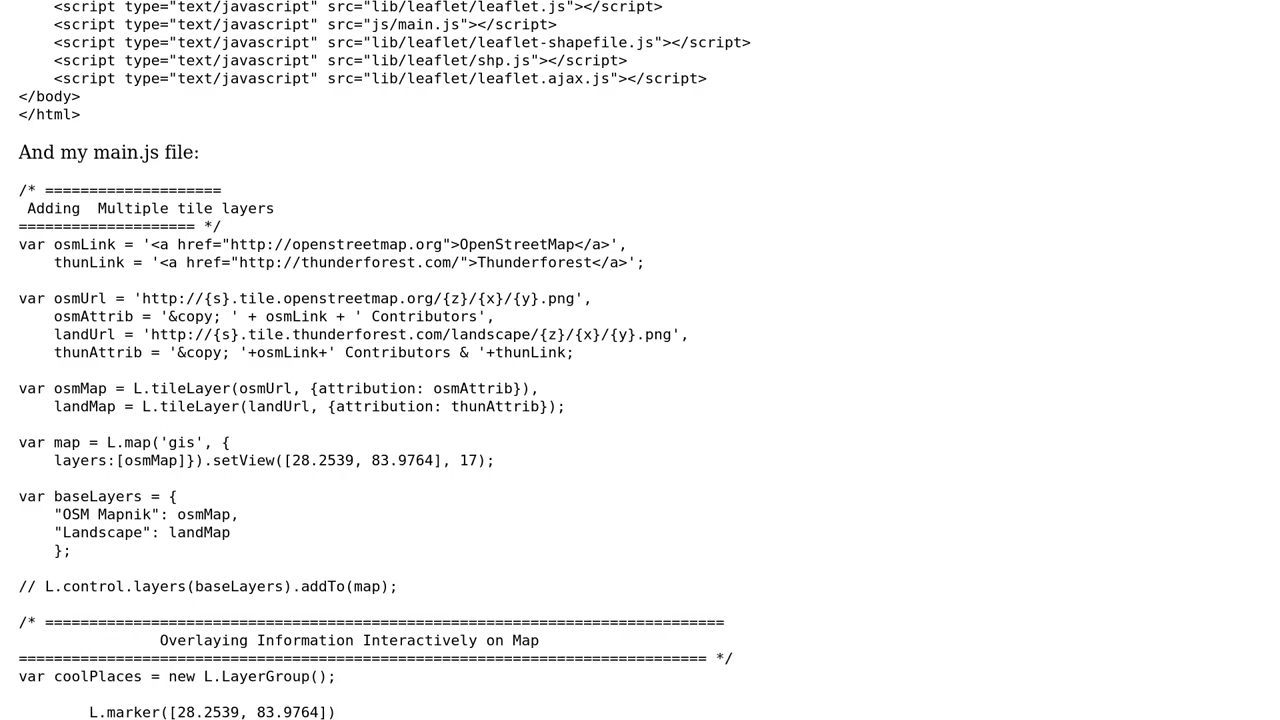 <script type="text/javascript" src="lib/leaflet/leaflet.js"></script>
<script type="text/javascript" src="js/main.js"></script>
<script type="text/javascript" src="lib/leaflet/leaflet-shapefile.js"></script>
<script type="text/javascript" src="lib/leaflet/shp.js"></script>
<script type="text/javascript" src="lib/leaflet/leaflet.ajax.js"></script>
</body>
</html>
And my main.js file:
/* ====================
 Adding  Multiple tile layers
==================== */
var osmLink = '<a href="http://openstreetmap.org">OpenStreetMap</a>',
    thunLink = '<a href="http://thunderforest.com/">Thunderforest</a>';
var osmUrl = 'http://{s}.tile.openstreetmap.org/{z}/{x}/{y}.png',
    osmAttrib = '&copy; ' + osmLink + ' Contributors',
    landUrl = 'http://{s}.tile.thunderforest.com/landscape/{z}/{x}/{y}.png',
    thunAttrib = '&copy; '+osmLink+' Contributors & '+thunLink;
var osmMap = L.tileLayer(osmUrl, {attribution: osmAttrib}),
    landMap = L.tileLayer(landUrl, {attribution: thunAttrib});
var map = L.map('gis', {
    layers:[osmMap]}).setView([28.2539, 83.9764], 17);
var baseLayers = {
    "OSM Mapnik": osmMap,
    "Landscape": landMap
    };
// L.control.layers(baseLayers).addTo(map);
/* =============================================================================
                Overlaying Information Interactively on Map
============================================================================== */
var coolPlaces = new L.LayerGroup();
        L.marker([28.2539, 83.9764])